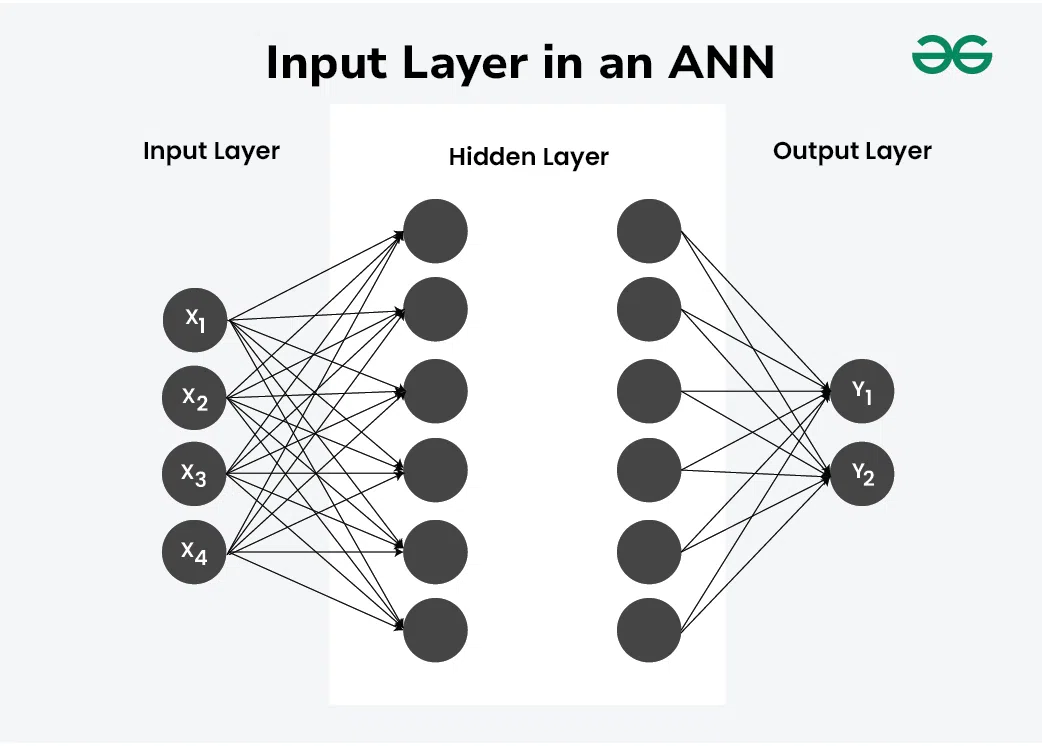 Input Layer in an ANN
Input Layer
Hidden Layer
Output Layer
X1
X2
X3
X4
Y1
Y2